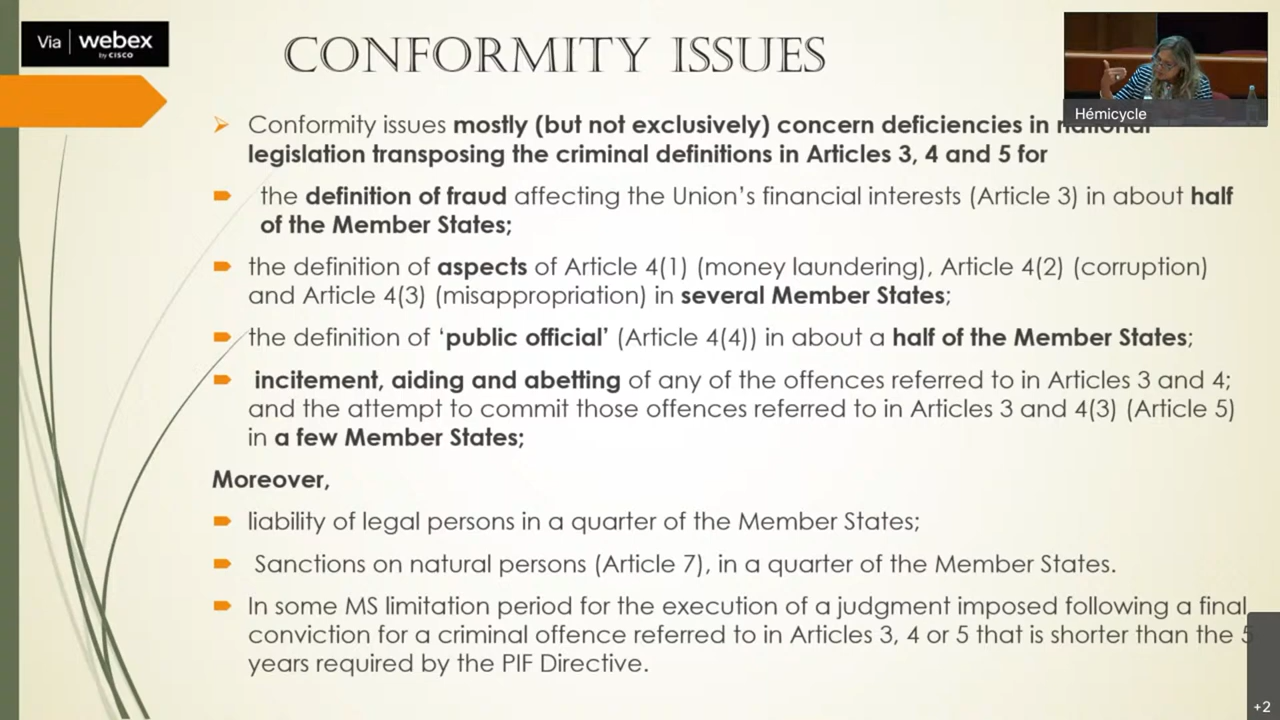 Via webex
by CISCO
CONFORMITY ISSUES
Hémicycle
Conformity issues mostly (but not exclusively) concern deficiencies in national
legislation transposing the criminal definitions in Articles 3, 4 and 5 for
the definition of fraud affecting the Union’s financial interests (Article 3) in about half
of the Member States;
the definition of aspects of Article 4(1) (money laundering), Article 4(2) (corruption)
and Article 4(3) (misappropriation) in several Member States;
the definition of ‘public official’ (Article 4(4)) in about a half of the Member States;
incitement, aiding and abetting of any of the offences referred to in Articles 3 and 4;
and the attempt to commit those offences referred to in Articles 3 and 4(3) (Article 5)
in a few Member States;
Moreover,
liability of legal persons in a quarter of the Member States;
Sanctions on natural persons (Article 7), in a quarter of the Member States.
In some MS limitation period for the execution of a judgment imposed following a final
conviction for a criminal offence referred to in Articles 3, 4 or 5 that is shorter than the 5
years required by the PIF Directive.
+2